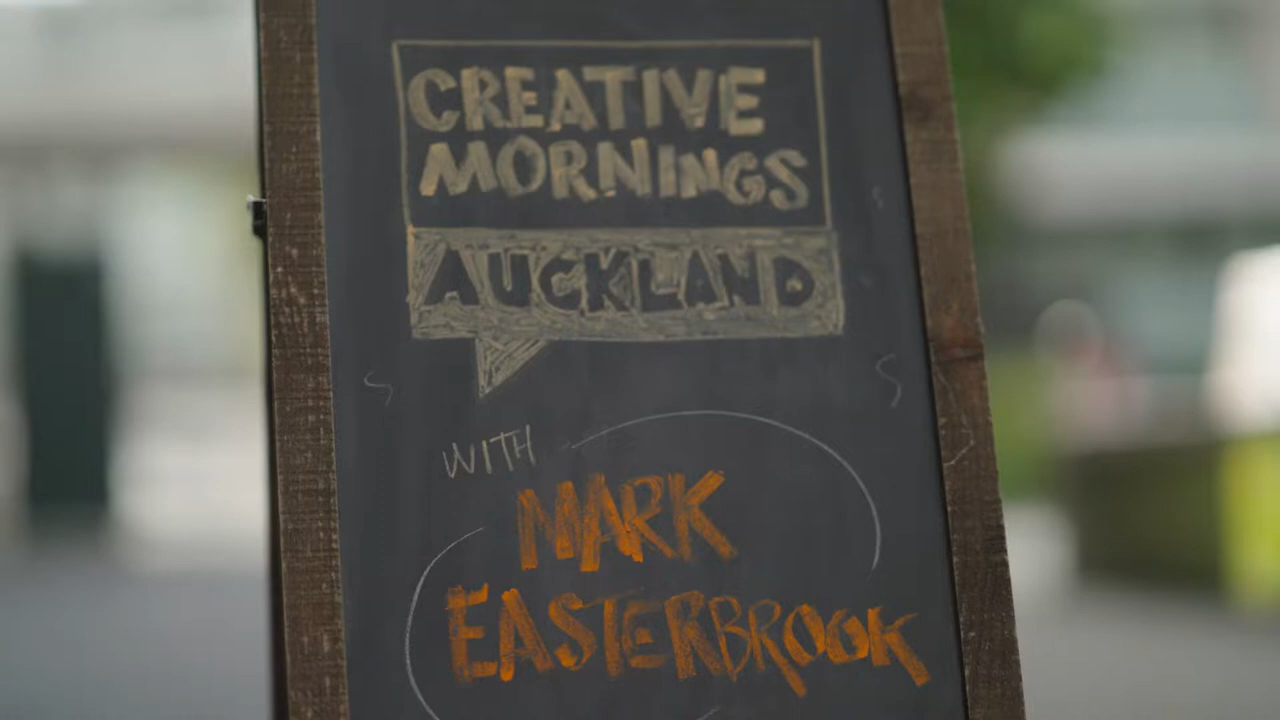 CREATIVE
MORNINGS
AUCKLAND
WITH
MARK
EASTERBROOK